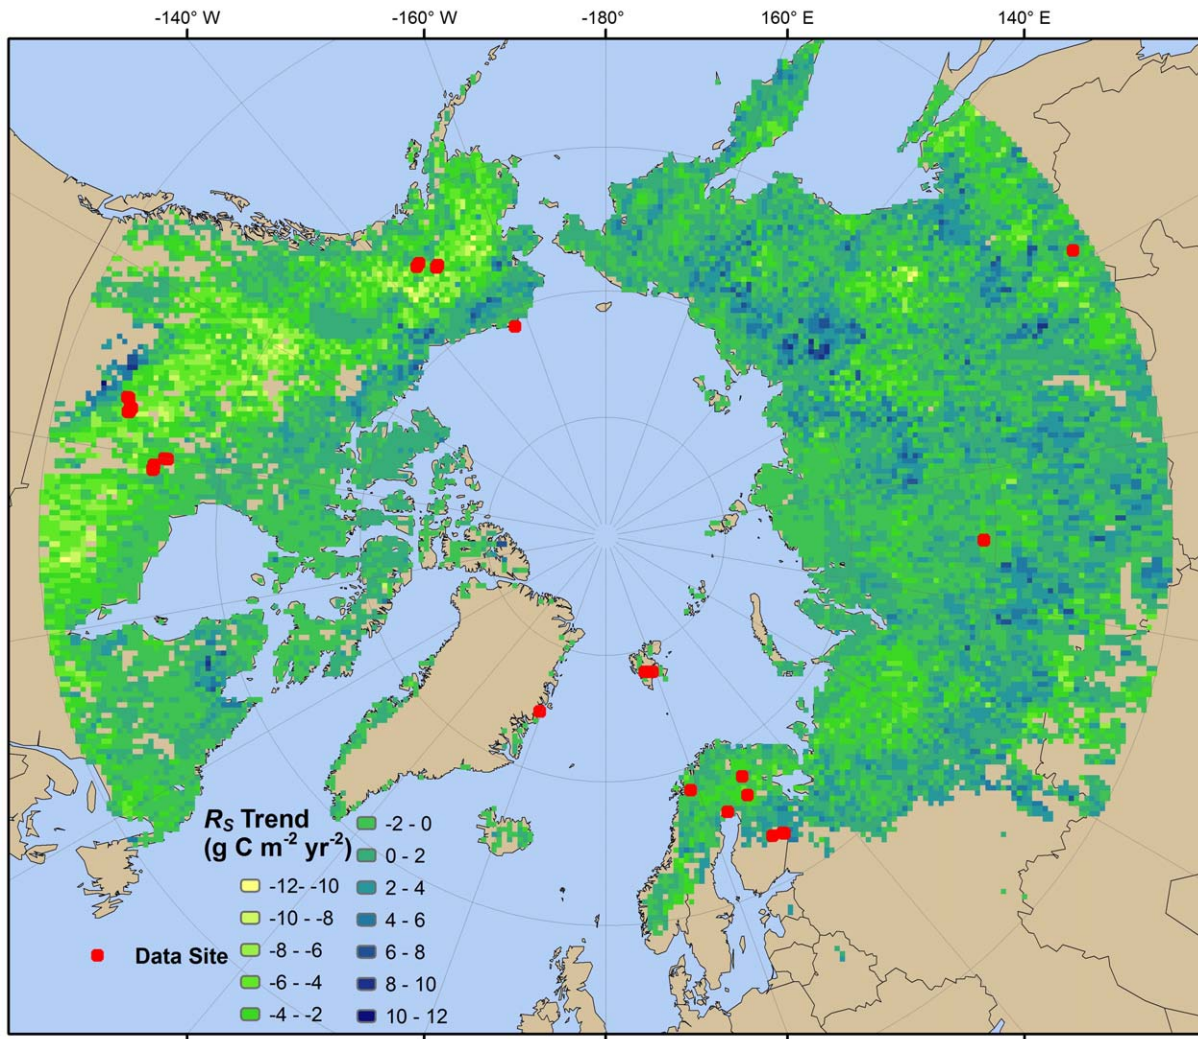 -140° W -160° W -180° 160° E 140° E
R_S Trend
(g C m⁻² yr⁻²)
-12- -10
-10 - -8
-8 - -6
-6 - -4
-4 - -2
-2 - 0
0 - 2
2 - 4
4 - 6
6 - 8
8 - 10
10 - 12
Data Site